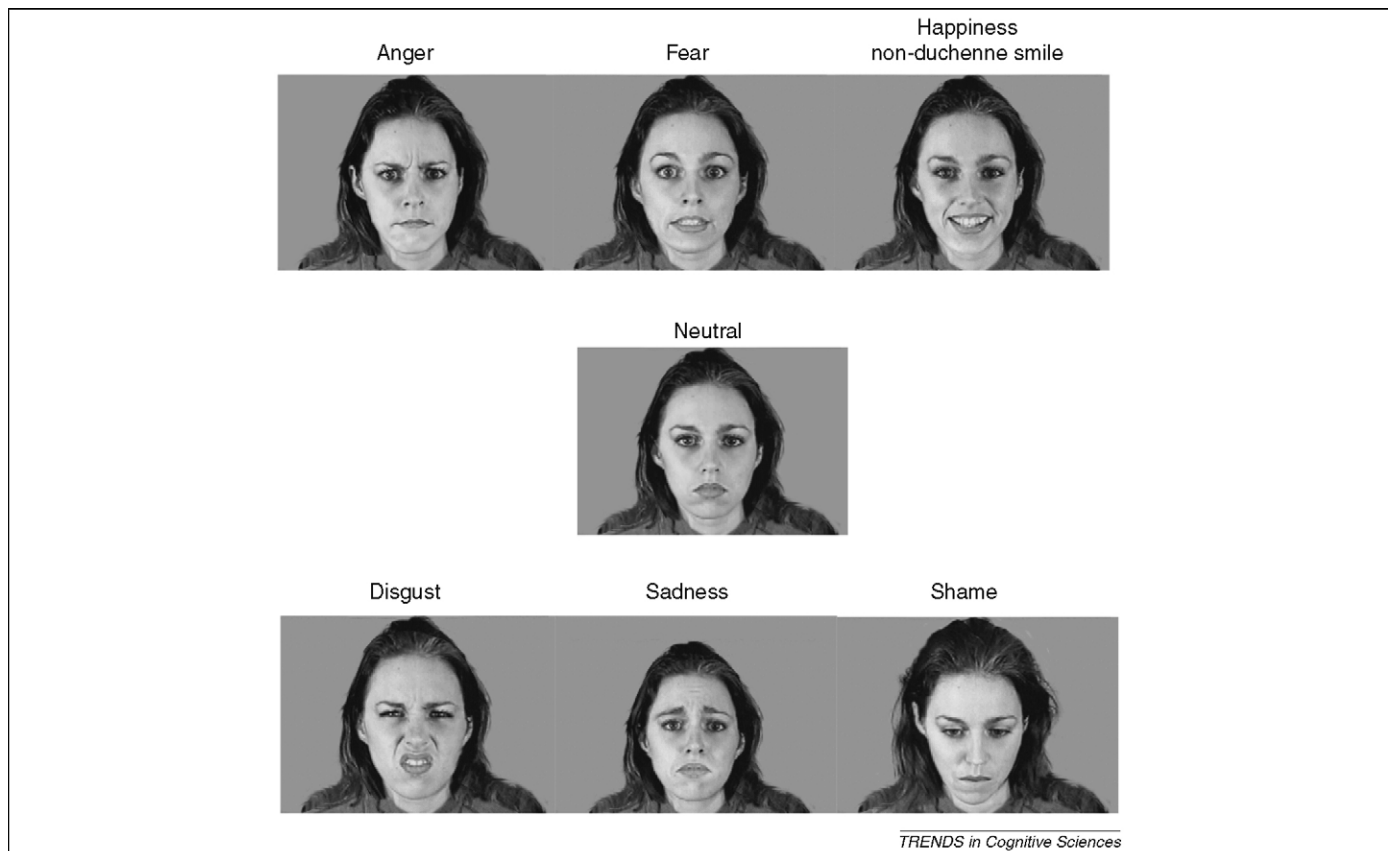 Anger
Fear
Happiness
non-duchenne smile
Neutral
Disgust
Sadness
Shame
TRENDS in Cognitive Sciences